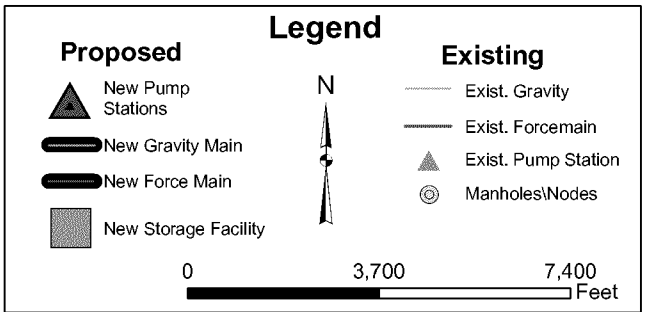 Legend
Proposed
New Pump
Stations
New Gravity Main
New Force Main
New Storage Facility
N
Existing
Exist. Gravity
Exist. Forcemain
Exist. Pump Station
Manholes\Nodes
0 3,700 7,400
Feet